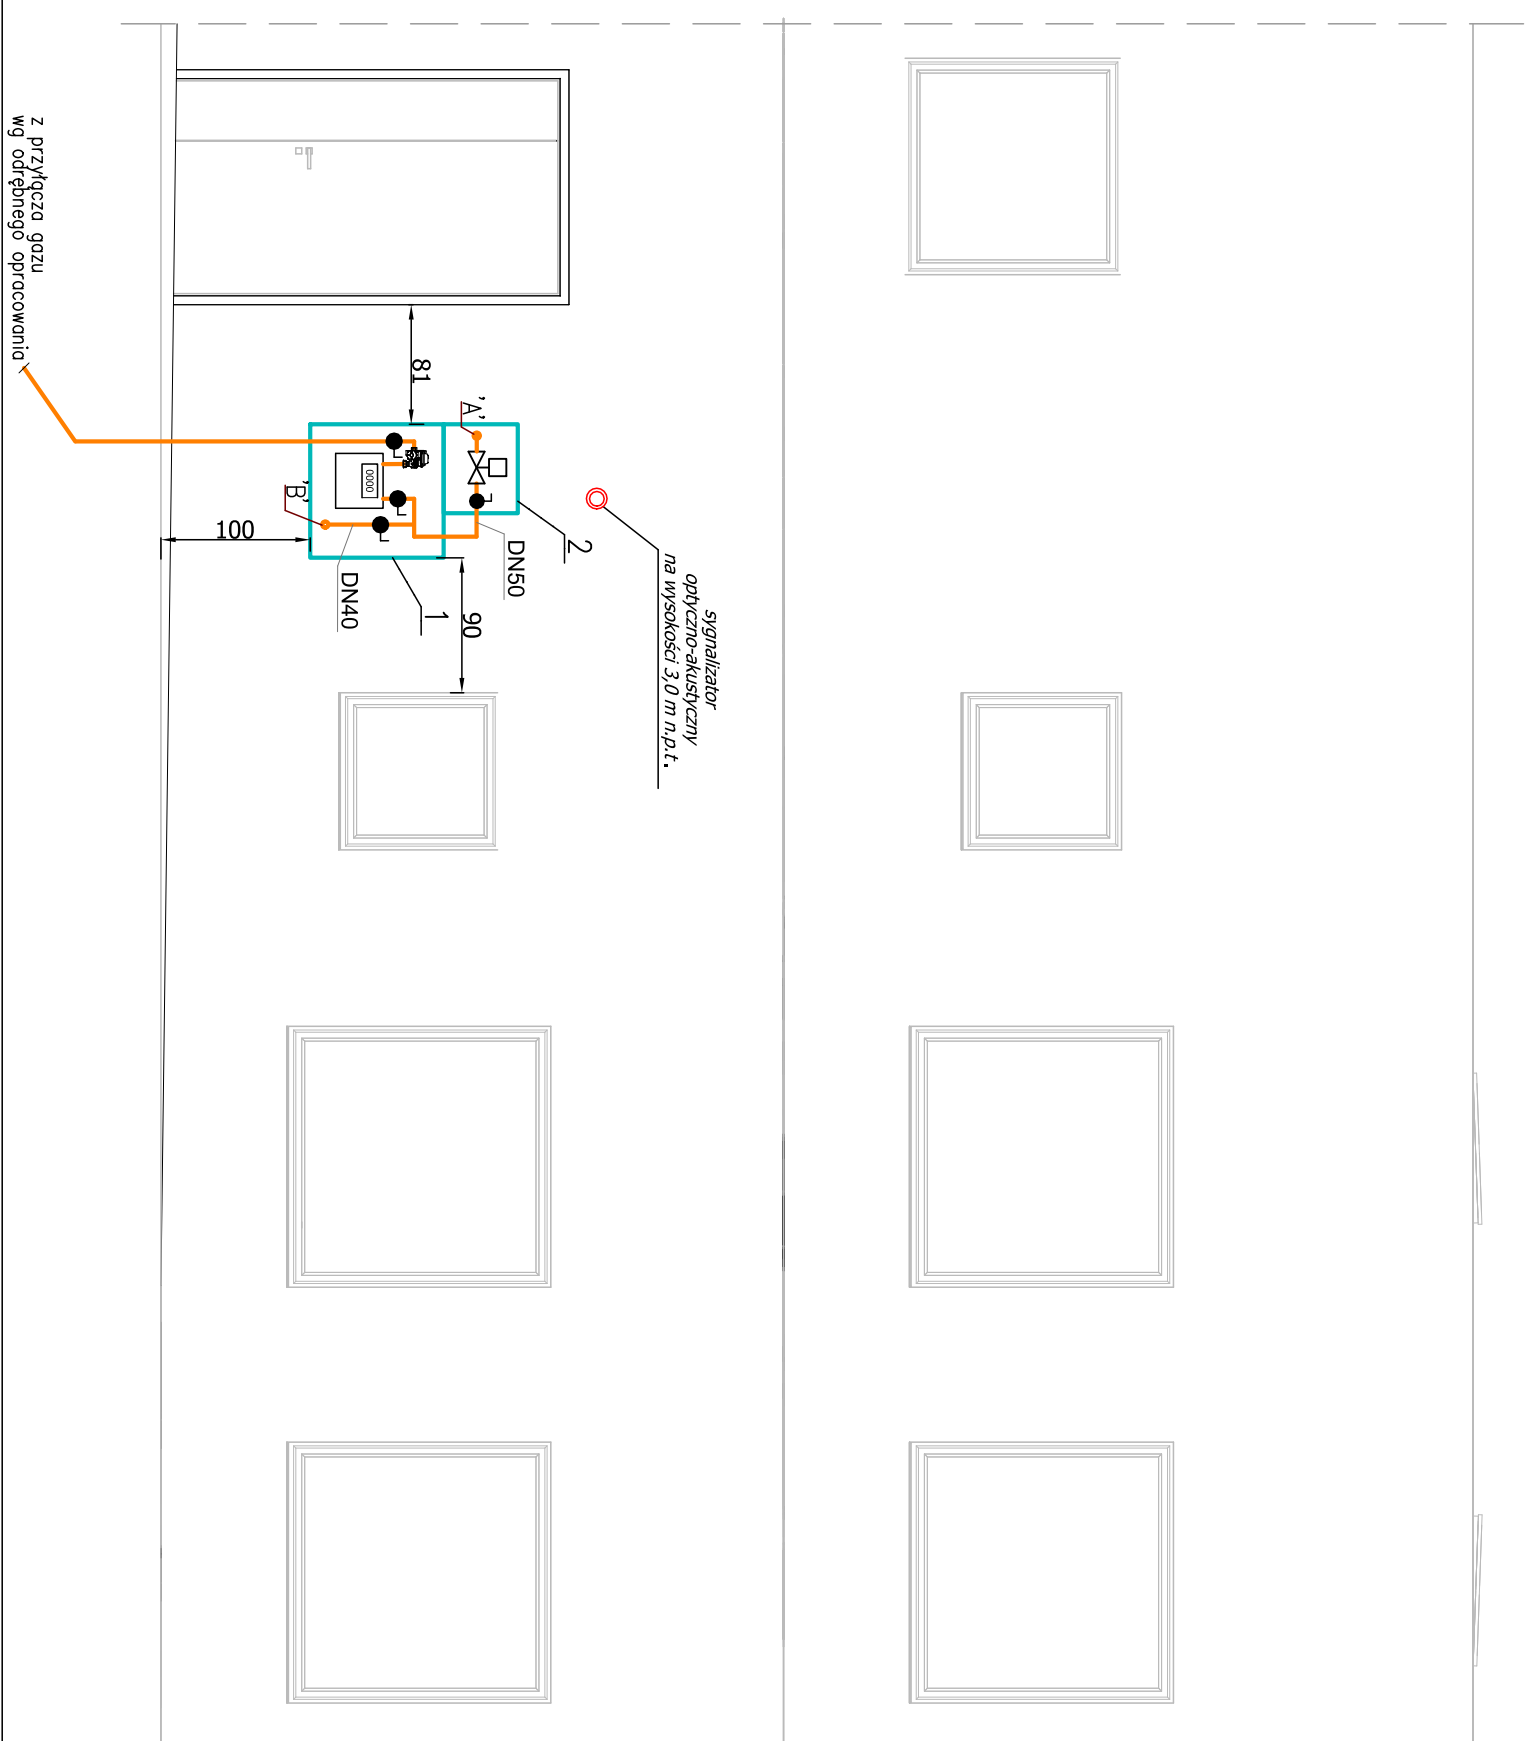 sygnalizator
optyczno-akustyczny
na wysokości 3,0 m n.p.t.
2
DN50
'A'
81
90
1
0000
'B'
DN40
100
z przyłącza gazu
wg odrębnego opracowania